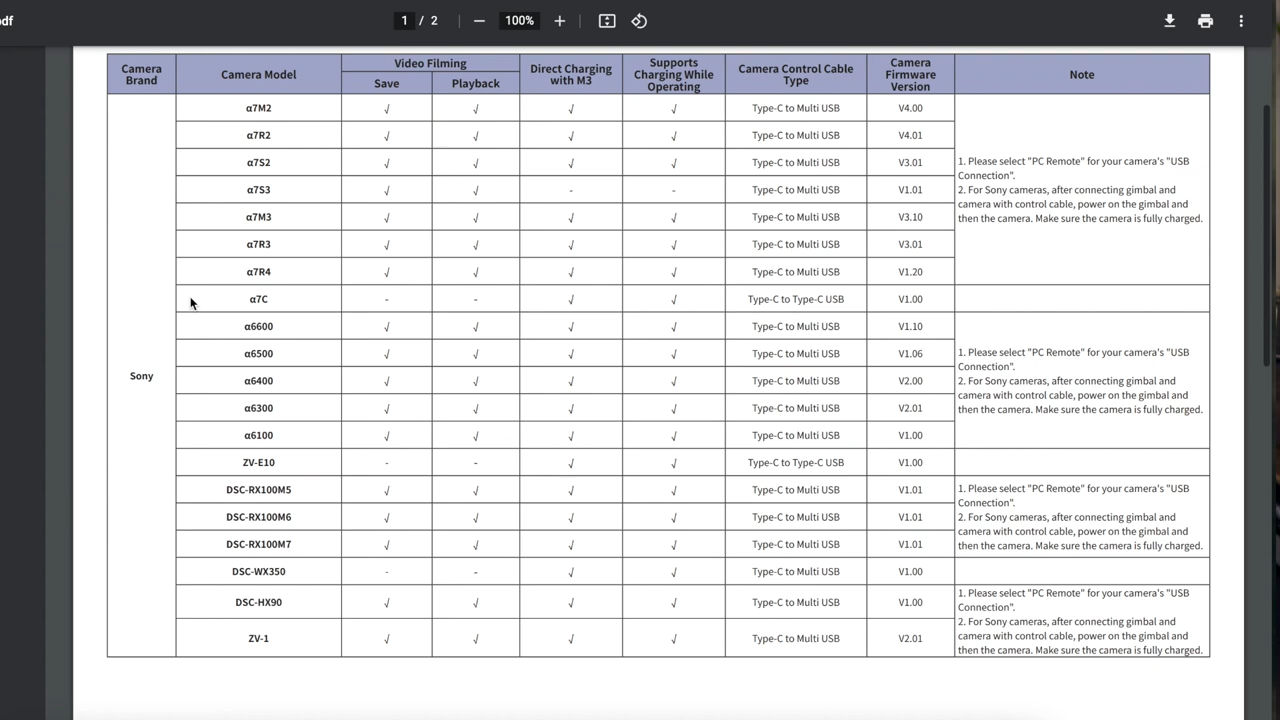 df
1 / 2
100%
Camera Brand Camera Model Video Filming Save Playback Direct Charging with M3 Supports Charging While Operating Camera Control Cable Type Camera Firmware Version Note
Sony
α7M2 √ √ √ √ Type-C to Multi USB V4.00
α7R2 √ √ √ √ Type-C to Multi USB V4.01
α7S2 √ √ √ √ Type-C to Multi USB V3.01
α7S3 √ √ - - Type-C to Multi USB V1.01
α7M3 √ √ √ √ Type-C to Multi USB V3.10
α7R3 √ √ √ √ Type-C to Multi USB V3.01
α7R4 √ √ √ √ Type-C to Multi USB V1.20
1. Please select "PC Remote" for your camera's "USB
Connection".
2. For Sony cameras, after connecting gimbal and
camera with control cable, power on the gimbal and
then the camera. Make sure the camera is fully charged.
α7C - - √ √ Type-C to Type-C USB V1.00
α6600 √ √ √ √ Type-C to Multi USB V1.10
α6500 √ √ √ √ Type-C to Multi USB V1.06
α6400 √ √ √ √ Type-C to Multi USB V2.00
α6300 √ √ √ √ Type-C to Multi USB V2.01
α6100 √ √ √ √ Type-C to Multi USB V1.00
1. Please select "PC Remote" for your camera's "USB
Connection".
2. For Sony cameras, after connecting gimbal and
camera with control cable, power on the gimbal and
then the camera. Make sure the camera is fully charged.
ZV-E10 - - √ √ Type-C to Type-C USB V1.00
DSC-RX100M5 √ √ √ √ Type-C to Multi USB V1.01
DSC-RX100M6 √ √ √ √ Type-C to Multi USB V1.01
DSC-RX100M7 √ √ √ √ Type-C to Multi USB V1.01
1. Please select "PC Remote" for your camera's "USB
Connection".
2. For Sony cameras, after connecting gimbal and
camera with control cable, power on the gimbal and
then the camera. Make sure the camera is fully charged.
DSC-WX350 - - √ √ Type-C to Multi USB V1.00
DSC-HX90 √ √ √ √ Type-C to Multi USB V1.00
ZV-1 √ √ √ √ Type-C to Multi USB V2.01
1. Please select "PC Remote" for your camera's "USB
Connection".
2. For Sony cameras, after connecting gimbal and
camera with control cable, power on the gimbal and
then the camera. Make sure the camera is fully charged.